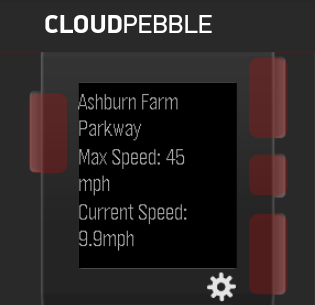 CLOUDPEBBLE
Ashburn Farm
Parkway
Max Speed: 45
mph
Current Speed:
9.9mph